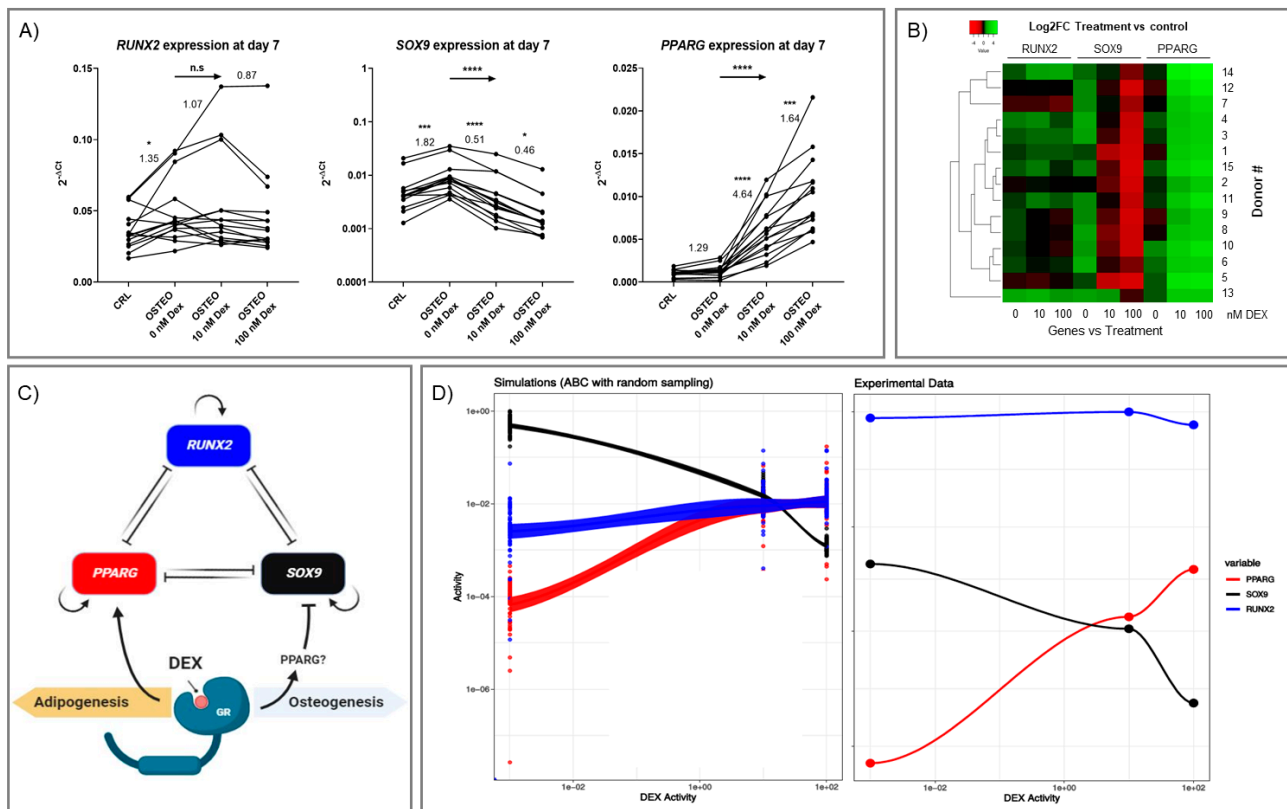 A)
RUNX2 expression at day 7
n.s
0.87
1.07
*
1.35
2^-ΔCt
0.15
0.10
0.05
0.00
CRL
OSTEO
0 nM Dex
OSTEO
10 nM Dex
OSTEO
100 nM Dex
SOX9 expression at day 7
****
***
1.82
****
0.51
*
0.46
2^-ΔCt
1
0.1
0.01
0.001
0.0001
CRL
OSTEO
0 nM Dex
OSTEO
10 nM Dex
OSTEO
100 nM Dex
PPARG expression at day 7
****
***
1.64
****
4.64
1.29
2^-ΔCt
0.025
0.020
0.015
0.010
0.005
0.000
CRL
OSTEO
0 nM Dex
OSTEO
10 nM Dex
OSTEO
100 nM Dex
B)
Log2FC Treatment vs control
-4 0 4
Value
RUNX2 SOX9 PPARG
14
12
7
4
3
1
15
2
11
9
8
10
6
5
13
Donor #
0 10 100 0 10 100 0 10 100 nM DEX
Genes vs Treatment
C)
RUNX2
PPARG
SOX9
PPARG?
DEX
GR
Adipogenesis
Osteogenesis
D)
Simulations (ABC with random sampling)
Experimental Data
Activity
1e+00
1e-02
1e-04
1e-06
1e-02 1e+00 1e+02
1e-02 1e+00 1e+02
DEX Activity
DEX Activity
variable
PPARG
SOX9
RUNX2